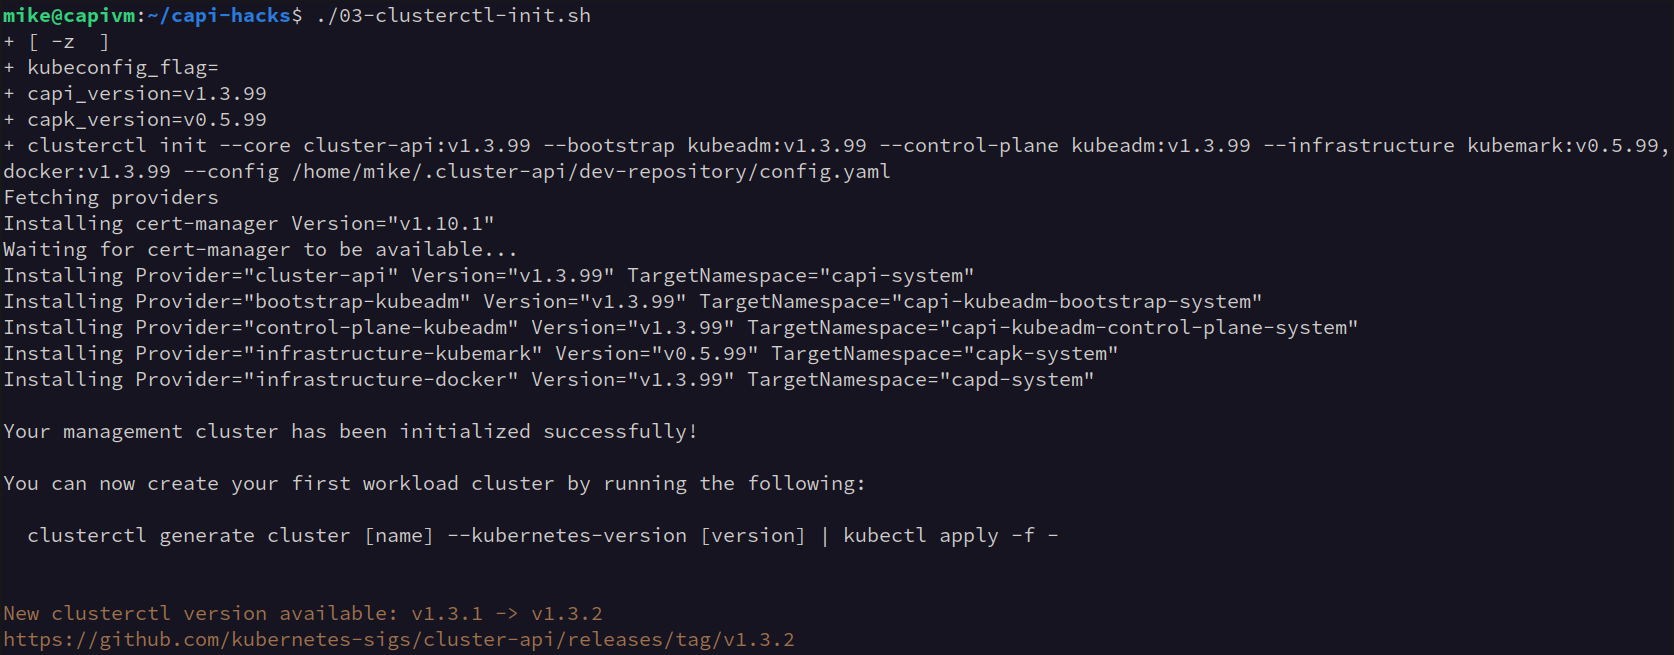 mike@capivm:~/capi-hacks$ ./03-clusterctl-init.sh
+ [ -z  ]
+ kubeconfig_flag=
+ capi_version=v1.3.99
+ capk_version=v0.5.99
+ clusterctl init --core cluster-api:v1.3.99 --bootstrap kubeadm:v1.3.99 --control-plane kubeadm:v1.3.99 --infrastructure kubemark:v0.5.99,
docker:v1.3.99 --config /home/mike/.cluster-api/dev-repository/config.yaml
Fetching providers
Installing cert-manager Version="v1.10.1"
Waiting for cert-manager to be available...
Installing Provider="cluster-api" Version="v1.3.99" TargetNamespace="capi-system"
Installing Provider="bootstrap-kubeadm" Version="v1.3.99" TargetNamespace="capi-kubeadm-bootstrap-system"
Installing Provider="control-plane-kubeadm" Version="v1.3.99" TargetNamespace="capi-kubeadm-control-plane-system"
Installing Provider="infrastructure-kubemark" Version="v0.5.99" TargetNamespace="capk-system"
Installing Provider="infrastructure-docker" Version="v1.3.99" TargetNamespace="capd-system"

Your management cluster has been initialized successfully!

You can now create your first workload cluster by running the following:

  clusterctl generate cluster [name] --kubernetes-version [version] | kubectl apply -f -


New clusterctl version available: v1.3.1 -> v1.3.2
https://github.com/kubernetes-sigs/cluster-api/releases/tag/v1.3.2